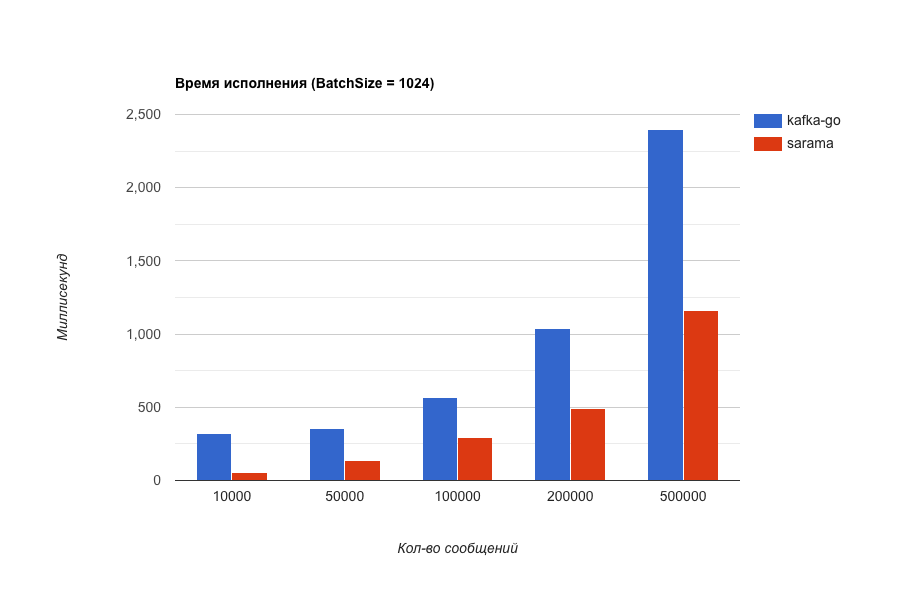 Время исполнения (BatchSize = 1024)
2,500
2,000
1,500
1,000
500
0
Миллисекунд
10000
50000
100000
200000
500000
Кол-во сообщений
kafka-go
sarama